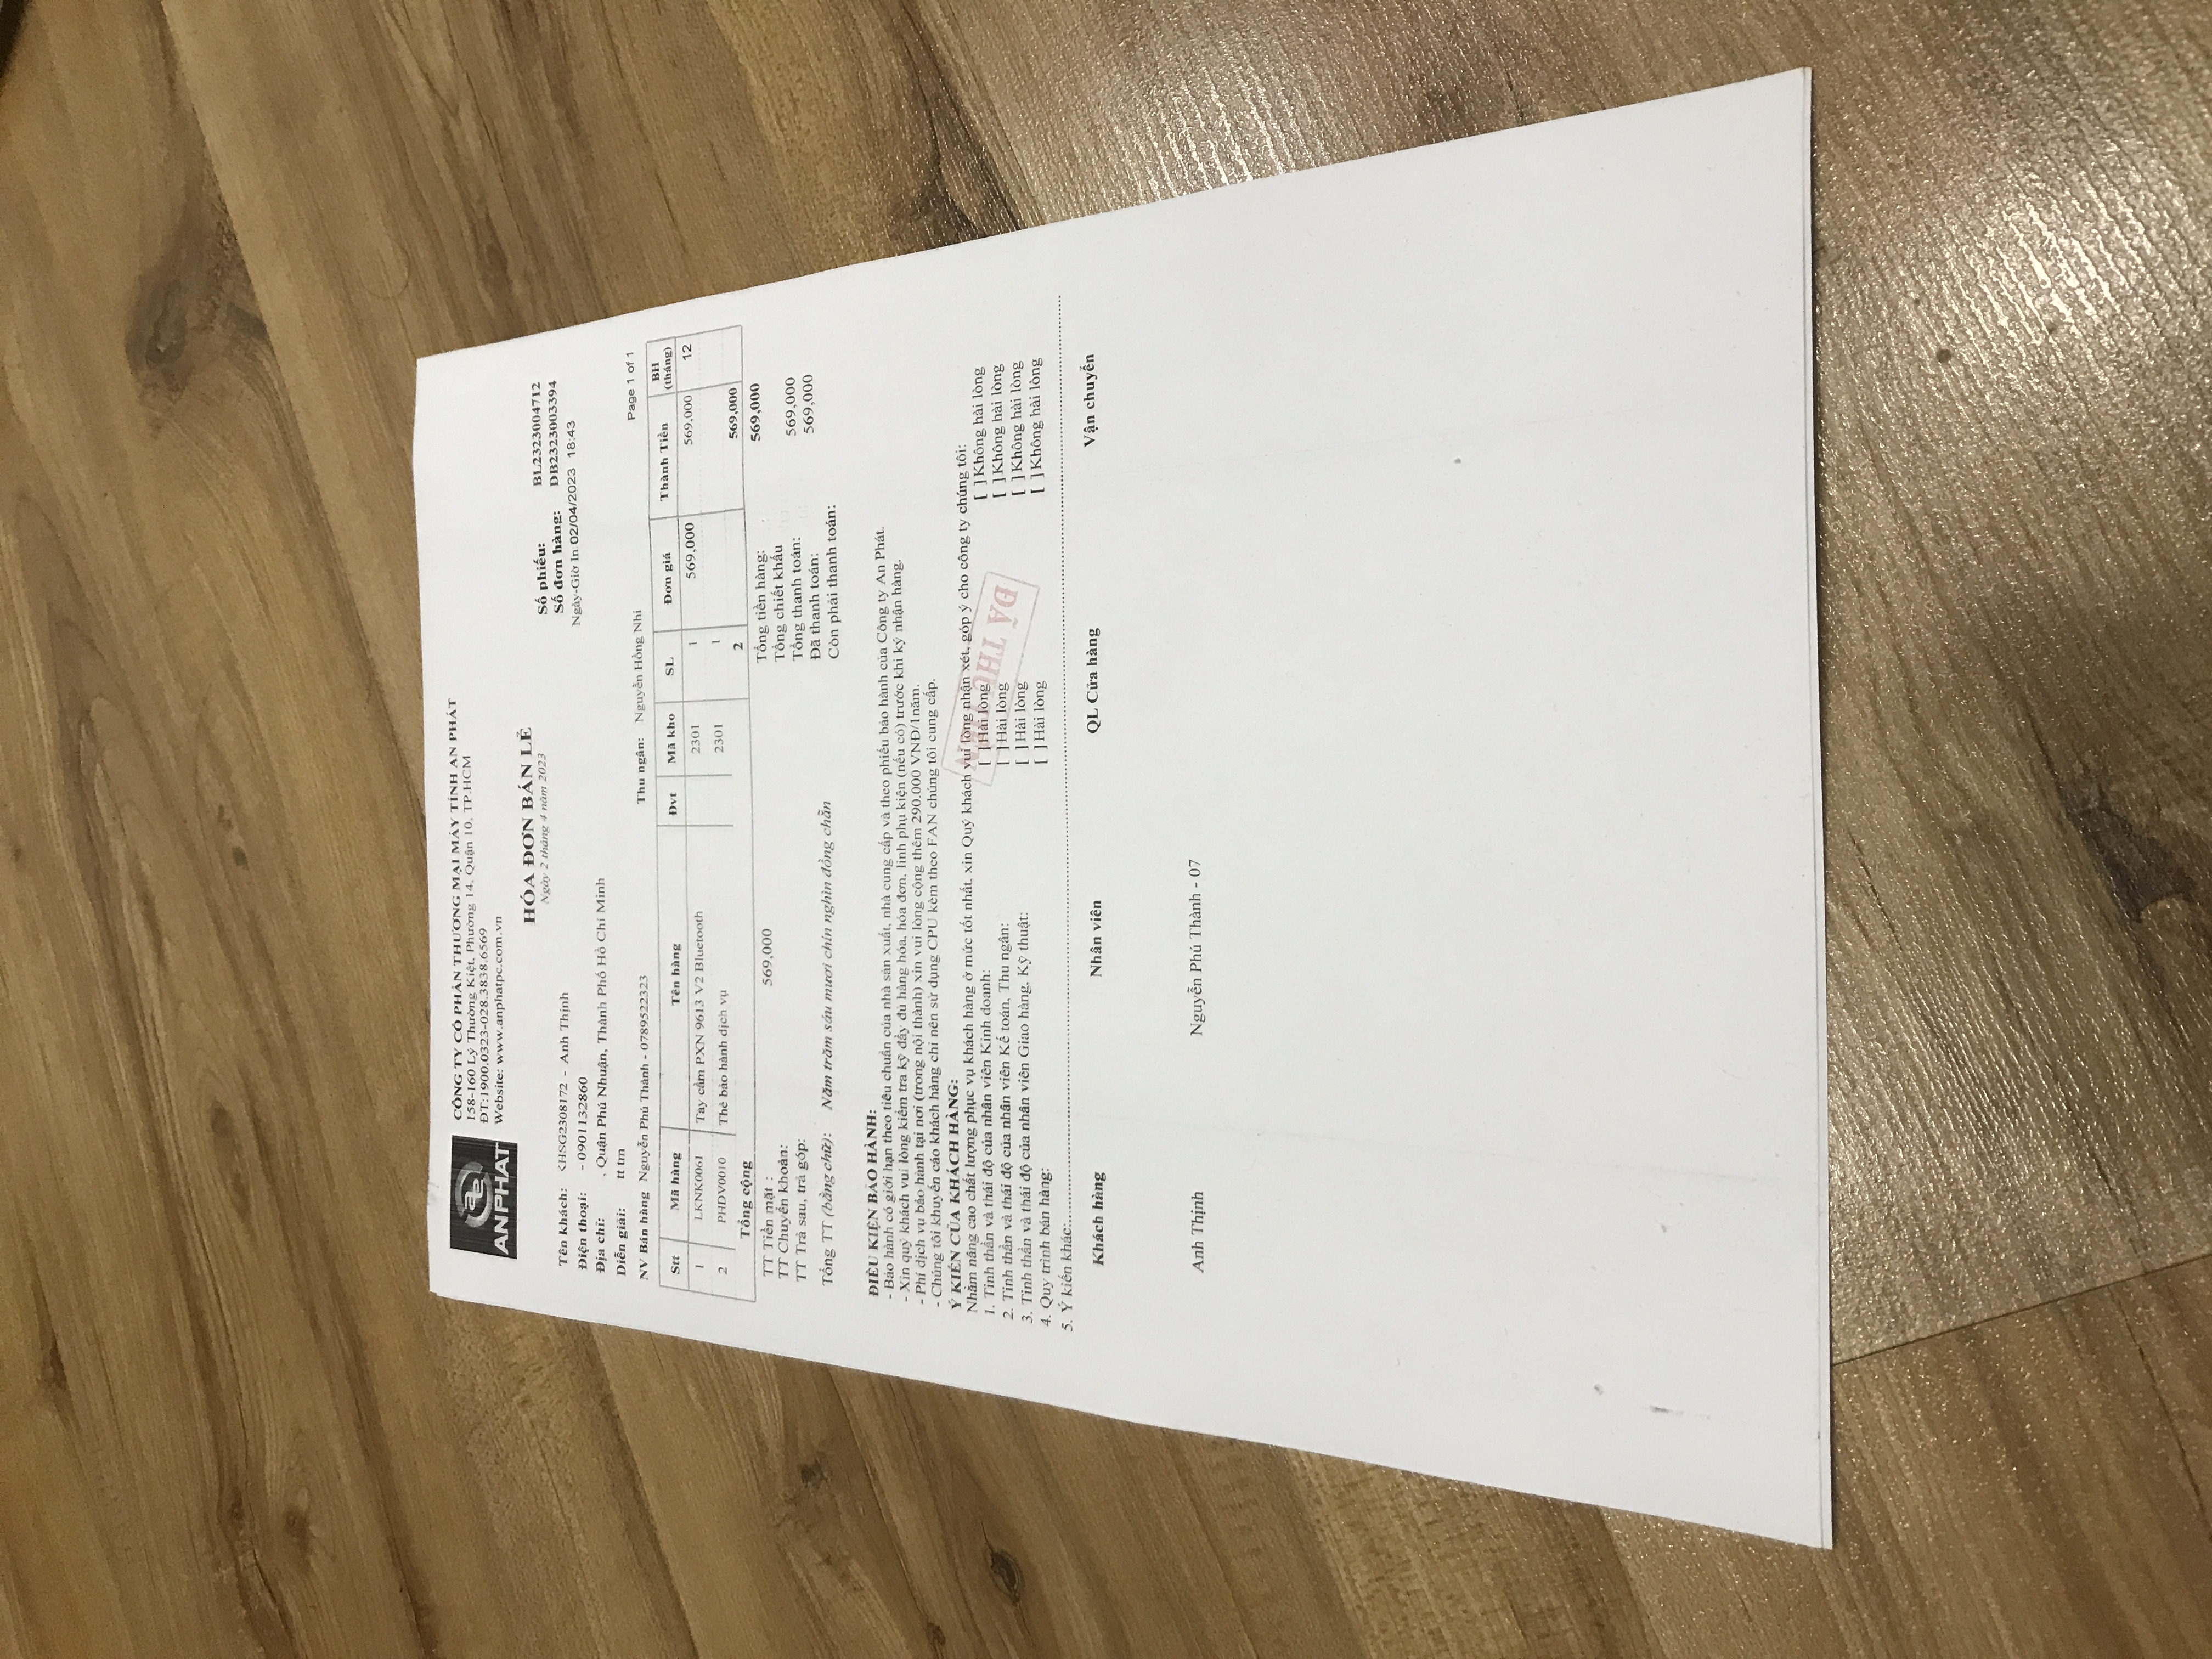 ANPHAT
CÔNG TY CỔ PHẦN THƯƠNG MẠI MÁY TÍNH AN PHÁT
158-160 Lý Thường Kiệt, Phường 14, Quận 10, TP.HCM
ĐT:1900.0323-028.3838.6569
Website: www.anphatpc.com.vn
HÓA ĐƠN BÁN LẺ
Ngày 2 tháng 4 năm 2023
Số phiếu: BL2323004712
Số đơn hàng: DB2323003394
Ngày-Giờ In 02/04/2023 18:43
Tên khách: KHSG2308172 - Anh Thịnh
Điện thoại: - 0901132860
Địa chỉ: . Quận Phú Nhuận, Thành Phố Hồ Chí Minh
Diễn giải: tt tm
NV Bán hàng Nguyễn Phú Thành - 0789522323 Thu ngân: Nguyễn Hồng Nhi Page 1 of 1
Stt Mã hàng Tên hàng Đvt Mã kho SL Đơn giá Thành Tiền BH (tháng)
1 LKNK0061 Tay cầm PXN 9613 V2 Bluetooth 2301 1 569,000 569,000 12
2 PHDV0010 Thẻ bảo hành dịch vụ 2301 1
Tổng cộng 2 569,000
TT Tiền mặt : 569,000 Tổng tiền hàng: 569,000
TT Chuyển khoản: Tổng chiết khấu
TT Trả sau, trả góp: Tổng thanh toán: 569,000
Đã thanh toán: 569,000
Tổng TT (bằng chữ): Năm trăm sáu mươi chín nghìn đồng chẵn Còn phải thanh toán:
ĐIỀU KIỆN BẢO HÀNH:
- Bảo hành có giới hạn theo tiêu chuẩn của nhà sản xuất, nhà cung cấp và theo phiếu bảo hành của Công ty An Phát.
- Xin quý khách vui lòng kiểm tra kỹ đầy đủ hàng hóa, hóa đơn, linh phụ kiện (nếu có) trước khi ký nhận hàng.
- Phí dịch vụ bảo hành tại nơi (trong nội thành) xin vui lòng cộng thêm 290.000 VNĐ/1năm.
- Chúng tôi khuyến cáo khách hàng chỉ nên sử dụng CPU kèm theo FAN chúng tôi cung cấp.
Ý KIẾN CỦA KHÁCH HÀNG:
Nhằm nâng cao chất lượng phục vụ khách hàng ở mức tốt nhất, xin Quý khách vui lòng nhận xét, góp ý cho công ty chúng tôi:
1. Tinh thần và thái độ của nhân viên Kinh doanh: [ ]Hài lòng [ ]Không hài lòng
2. Tinh thần và thái độ của nhân viên Kế toán, Thu ngân: [ ]Hài lòng [ ]Không hài lòng
3. Tinh thần và thái độ của nhân viên Giao hàng, Kỹ thuật: [ ]Hài lòng [ ]Không hài lòng
4. Quy trình bán hàng: [ ]Hài lòng [ ]Không hài lòng
5. Ý kiến khác:
ĐÃ THU TIỀN
Khách hàng Nhân viên QL Cửa hàng Vận chuyển
Anh Thịnh Nguyễn Phú Thành - 07